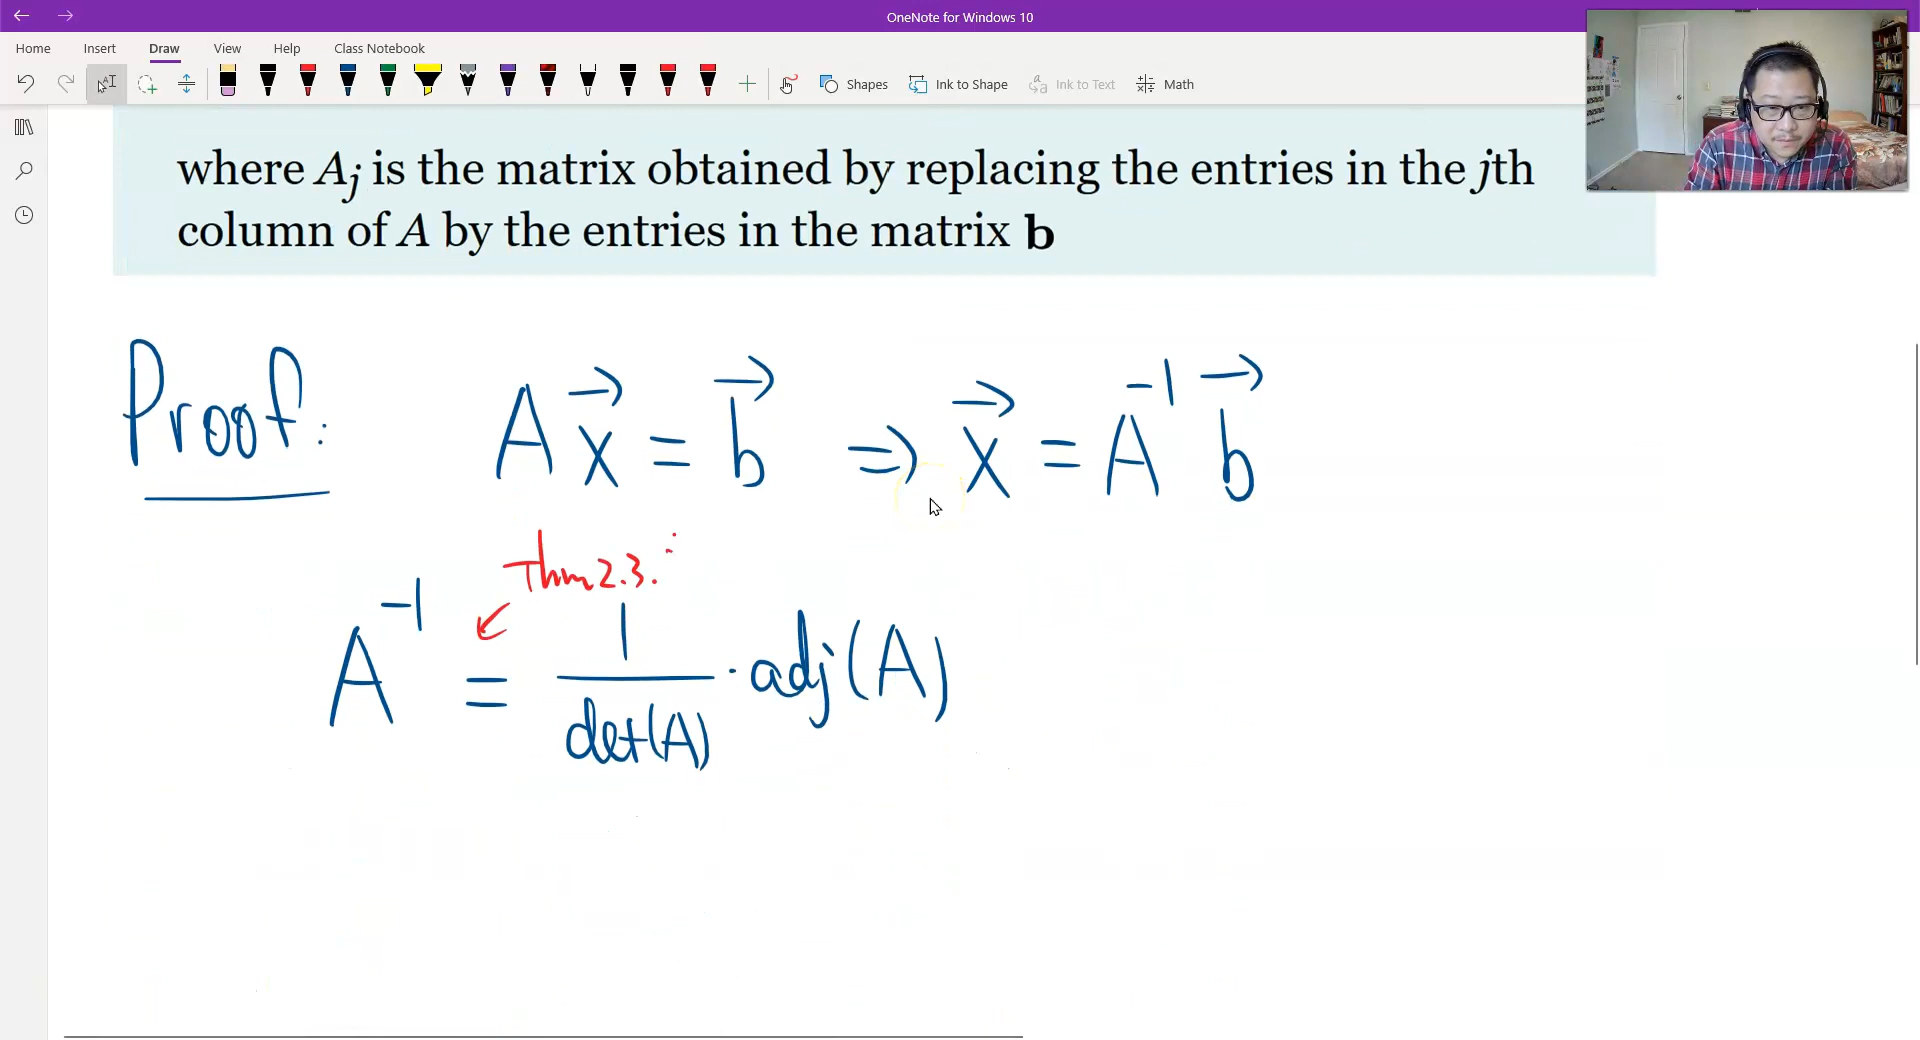 OneNote for Windows 10
Home Insert Draw View Help Class Notebook
Shapes Ink to Shape Ink to Text Math
where Aⱼ is the matrix obtained by replacing the entries in the jth
column of A by the entries in the matrix b
Proof: A x⃗ = b⃗ ⇒ x⃗ = A⁻¹ b⃗
Thm 2.3.
A⁻¹ = 1/det(A) · adj(A)